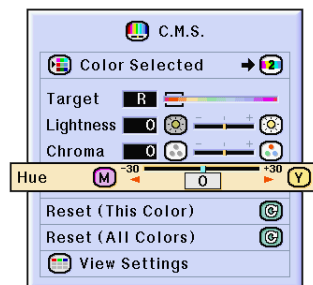 C.M.S.
Color Selected 2
Target R
Lightness 0 - +
Chroma 0 - +
Hue M -30 0 +30 Y
Reset (This Color)
Reset (All Colors)
View Settings